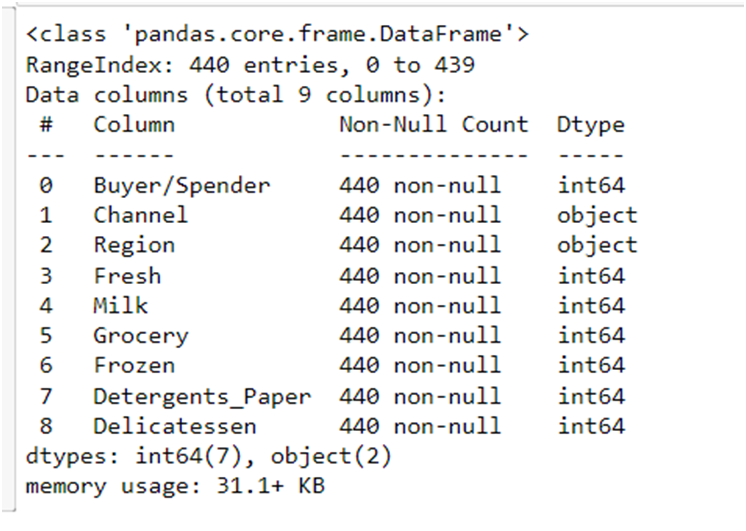 <class 'pandas.core.frame.DataFrame'>
RangeIndex: 440 entries, 0 to 439
Data columns (total 9 columns):
 #   Column            Non-Null Count  Dtype
---  ------            --------------  -----
 0   Buyer/Spender     440 non-null    int64
 1   Channel           440 non-null    object
 2   Region            440 non-null    object
 3   Fresh             440 non-null    int64
 4   Milk              440 non-null    int64
 5   Grocery           440 non-null    int64
 6   Frozen            440 non-null    int64
 7   Detergents_Paper  440 non-null    int64
 8   Delicatessen      440 non-null    int64
dtypes: int64(7), object(2)
memory usage: 31.1+ KB